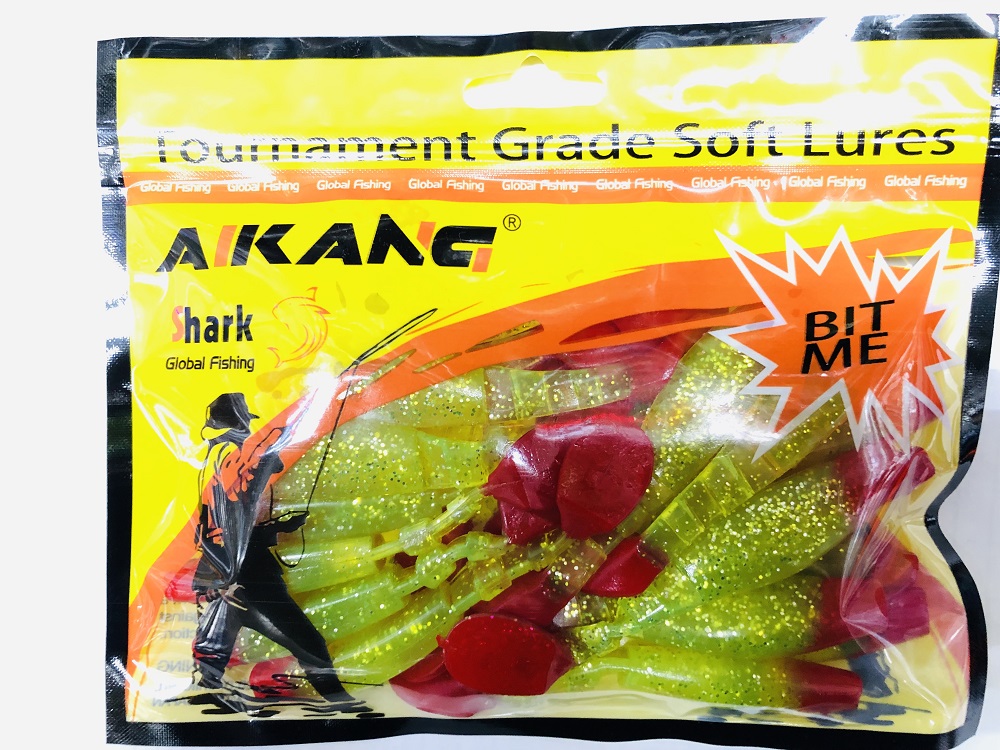 Tournament Grade Soft Lures
Global Fishing Global Fishing Global Fishing Global Fishing Global Fishing Global Fishing Global Fishing Global Fishing Global Fishing
AIKANG®
Shark
Global Fishing
BIT
ME